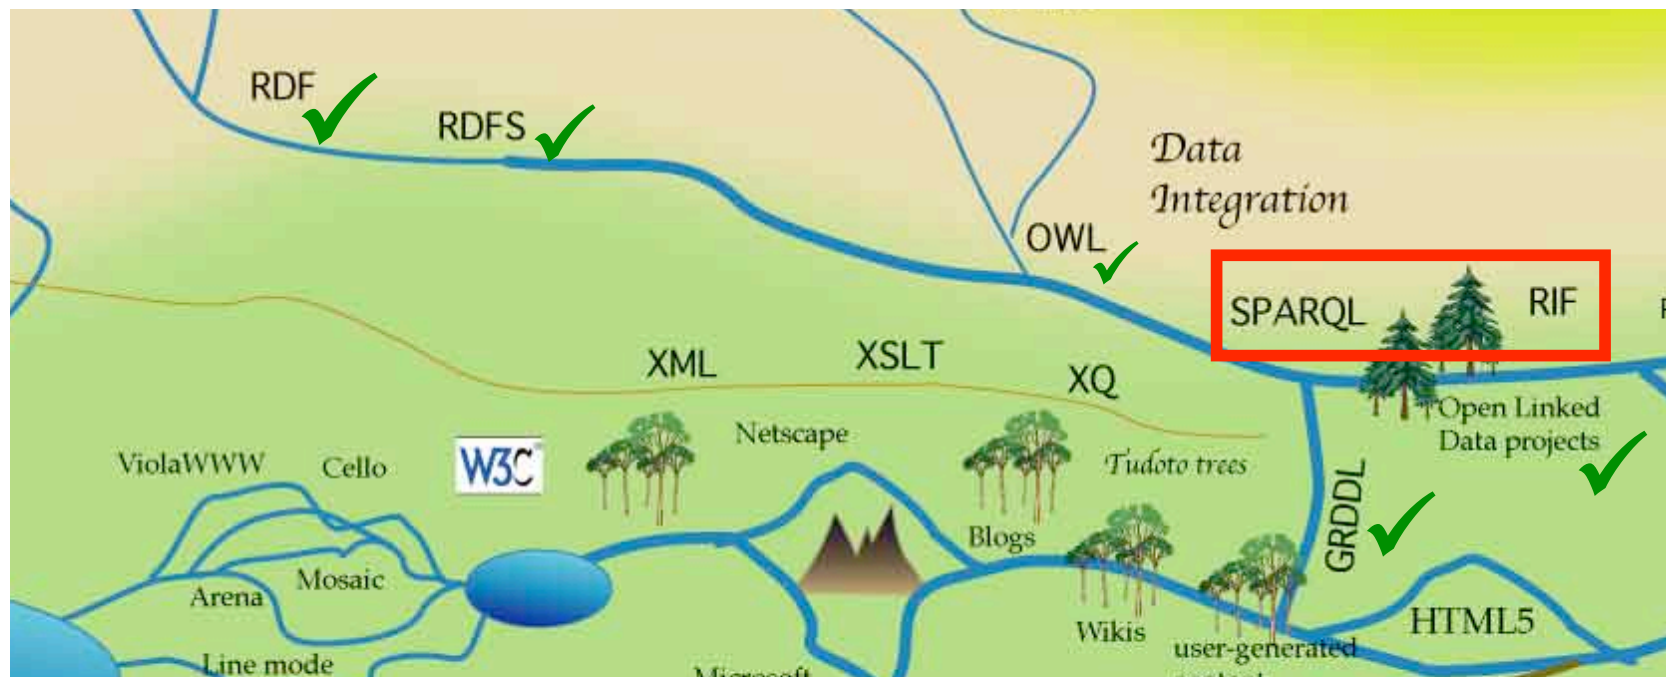 RDF
RDFS
Data
Integration
OWL
SPARQL
RIF
XML
XSLT
XQ
Open Linked
Data projects
Netscape
Tudoto trees
ViolaWWW
Cello
W3C
GRDDL
Blogs
Mosaic
Arena
HTML5
Wikis
user-generated
Line mode
Microsoft